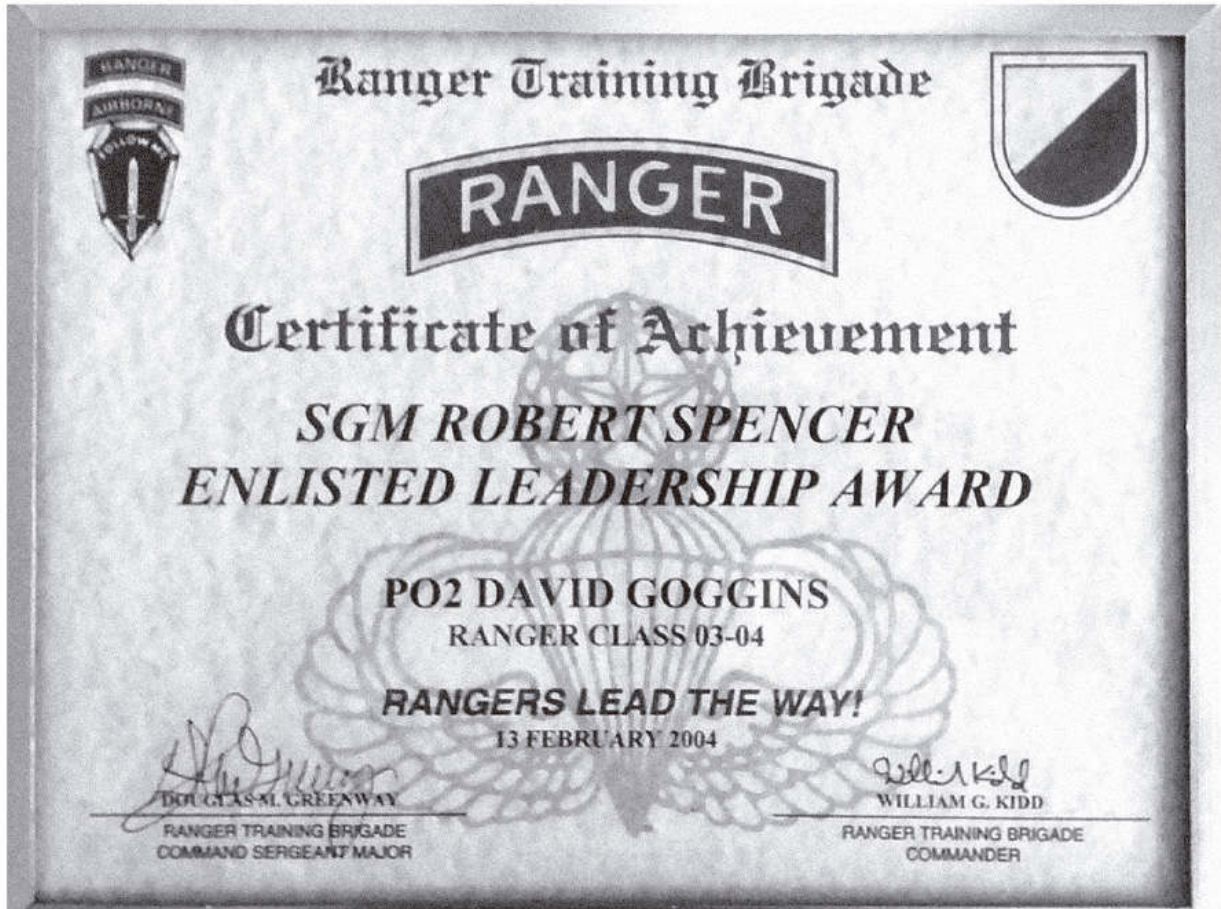 RANGER
AIRBORNE
FOLLOW ME
Ranger Training Brigade
RANGER
Certificate of Achievement
SGM ROBERT SPENCER
ENLISTED LEADERSHIP AWARD
PO2 DAVID GOGGINS
RANGER CLASS 03-04
RANGERS LEAD THE WAY!
13 FEBRUARY 2004
DOUGLAS M. GREENWAY
RANGER TRAINING BRIGADE
COMMAND SERGEANT MAJOR
William Kidd
WILLIAM G. KIDD
RANGER TRAINING BRIGADE
COMMANDER